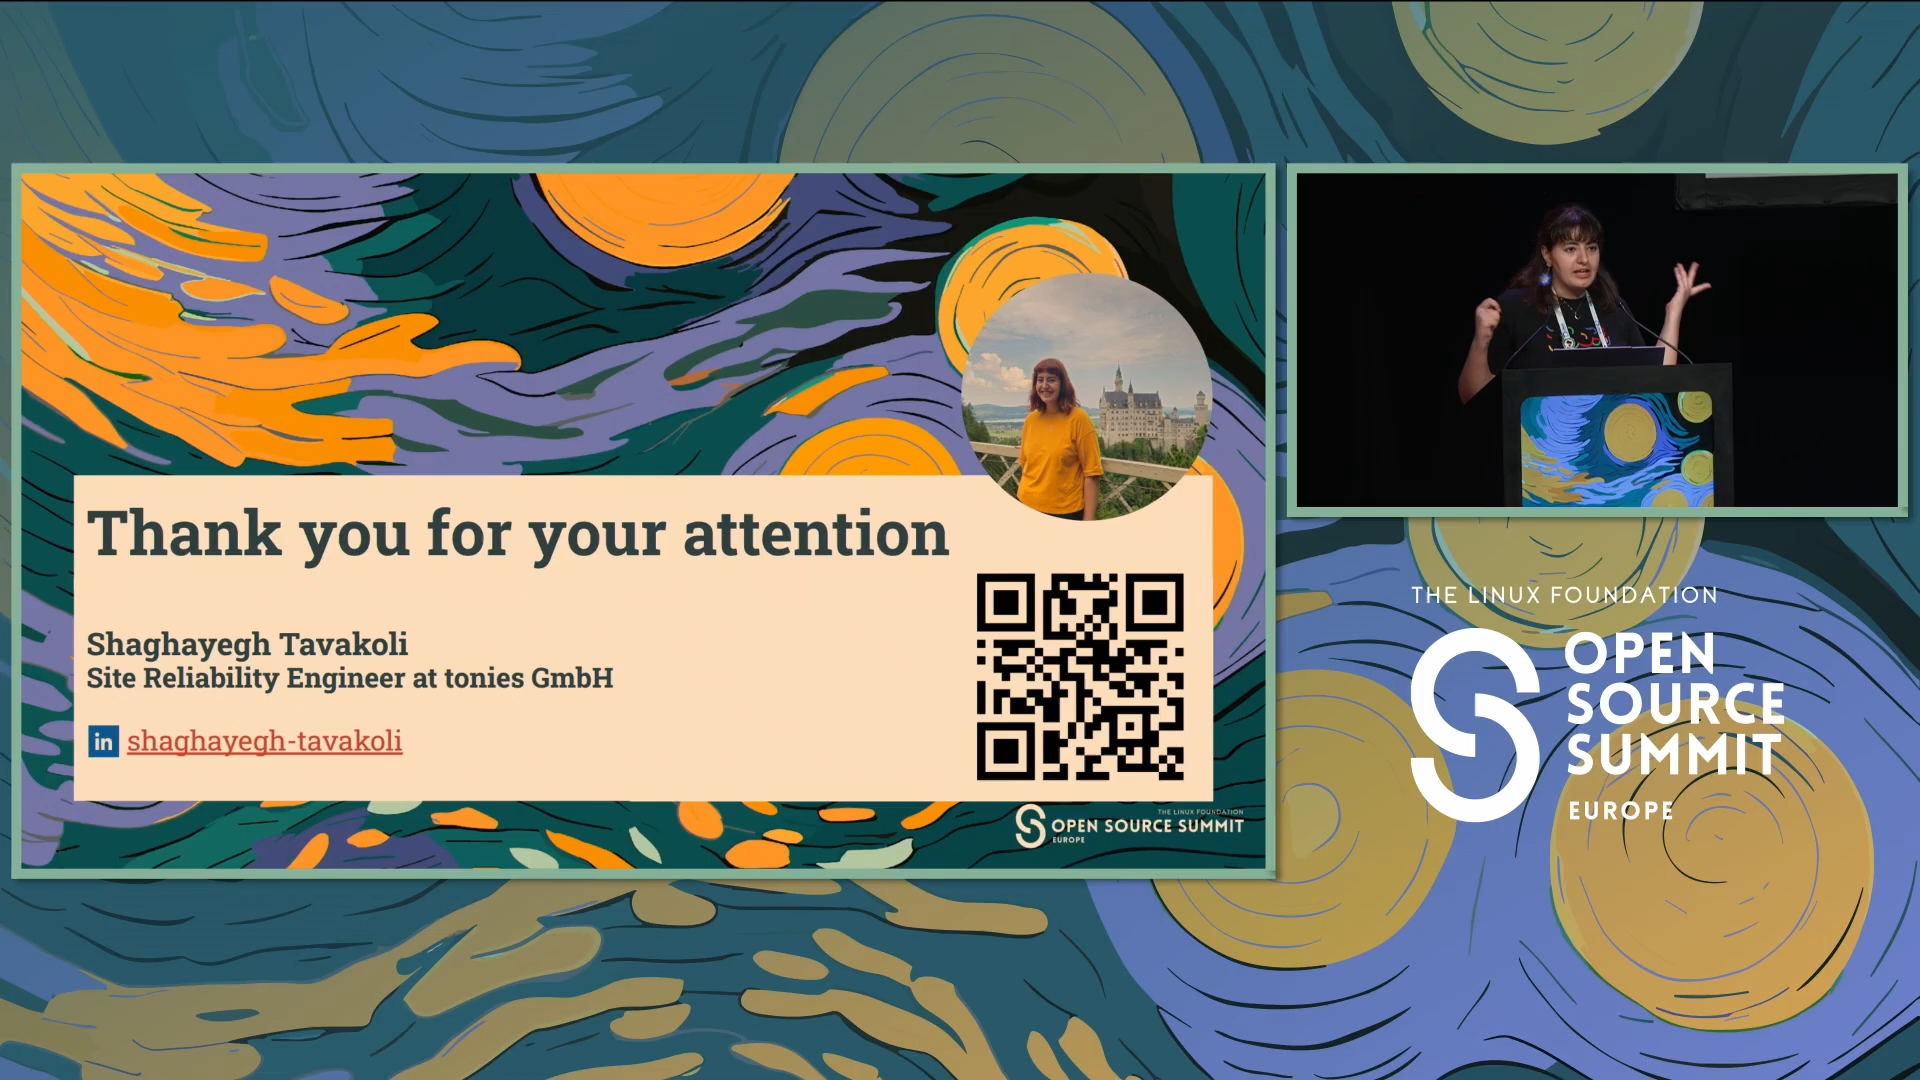 Thank you for your attention
Shaghayegh Tavakoli
Site Reliability Engineer at tonies GmbH
in shaghayegh-tavakoli
THE LINUX FOUNDATION
OPEN SOURCE SUMMIT
EUROPE
THE LINUX FOUNDATION
OPEN
SOURCE
SUMMIT
EUROPE